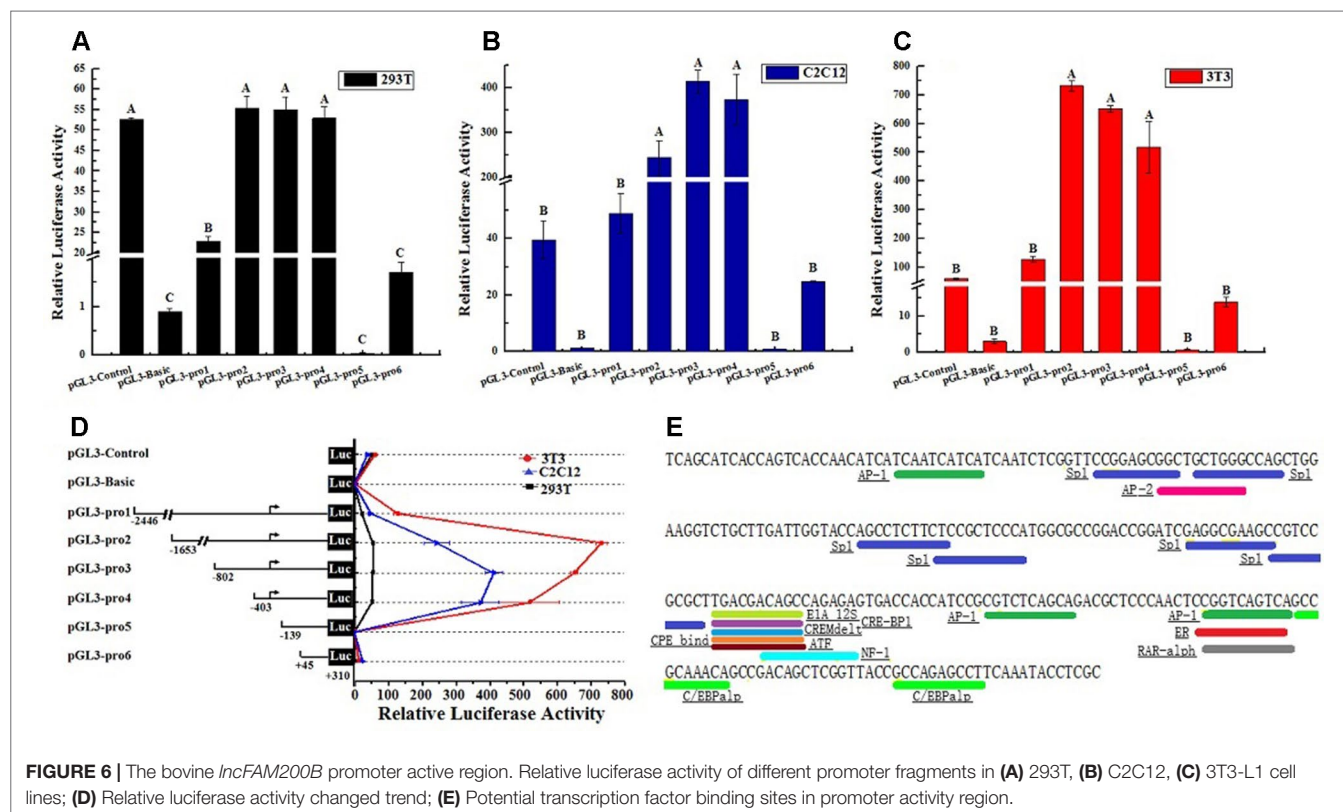 A
293T
Relative Luciferase Activity
65
60
55
50
45
40
35
30
25
20
1
0
A
C
B
A
A
A
C
C
pGL3-Control
pGL3-Basic
pGL3-pro1
pGL3-pro2
pGL3-pro3
pGL3-pro4
pGL3-pro5
pGL3-pro6
B
C2C12
Relative Luciferase Activity
400
300
200
40
20
0
B
B
B
A
A
A
B
B
pGL3-Control
pGL3-Basic
pGL3-pro1
pGL3-pro2
pGL3-pro3
pGL3-pro4
pGL3-pro5
pGL3-pro6
C
3T3
Relative Luciferase Activity
800
700
600
500
400
300
200
100
10
0
B
B
B
A
A
A
B
B
pGL3-Control
pGL3-Basic
pGL3-pro1
pGL3-pro2
pGL3-pro3
pGL3-pro4
pGL3-pro5
pGL3-pro6
D
pGL3-Control Luc
pGL3-Basic Luc
pGL3-pro1 -2446 Luc
pGL3-pro2 -1653 Luc
pGL3-pro3 -802 Luc
pGL3-pro4 -403 Luc
pGL3-pro5 -139 Luc
pGL3-pro6 +45 +310 Luc
3T3
C2C12
293T
0 100 200 300 400 500 600 700 800
Relative Luciferase Activity
E
TCAGCATCACCAGTCACCAACATCATCAATCATCATCAATCTCGGTTCCGGAGCGGCTGCTGGGCCAGCTGG
AP-1 Sp1 Sp1
AP-2
AAGGTCTGCTTGATTGGTACCAGCCTCTTCTCCGCTCCCATGGCGCCGGACCGGATCGAGGCGAAGCCGTCC
Sp1 Sp1
Sp1 Sp1
GCGCTTGACGACAGCCAGAGAGTGACCACCATCCGCGTCTCAGCAGACGCTCCCAACTCCGGTCAGTCAGCC
E1A 12S AP-1 AP-1
CRE-BP1
CREMdelt ER
CPE bind ATF
NF-1 RAR-alph
GCAAACAGCCGACAGCTCGGTTACCGCCAGAGCCTTCAAATACCTCGC
C/EBPalp C/EBPalp
FIGURE 6 | The bovine lncFAM200B promoter active region. Relative luciferase activity of different promoter fragments in (A) 293T, (B) C2C12, (C) 3T3-L1 cell
lines; (D) Relative luciferase activity changed trend; (E) Potential transcription factor binding sites in promoter activity region.